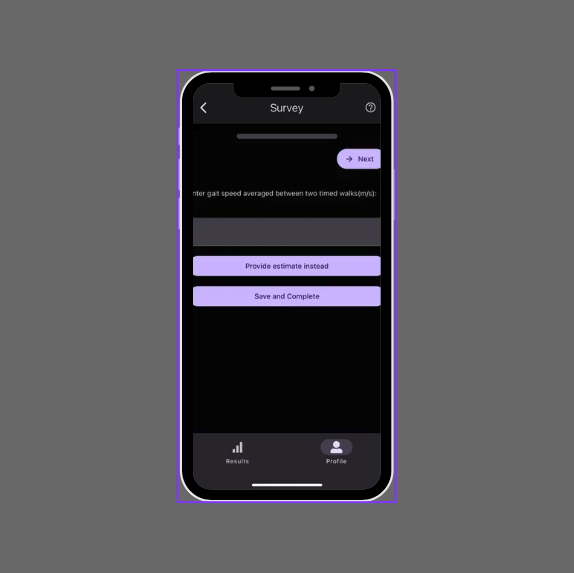 Survey
Next
nter gait speed averaged between two timed walks(m/s):
Provide estimate instead
Save and Complete
Results
Profile